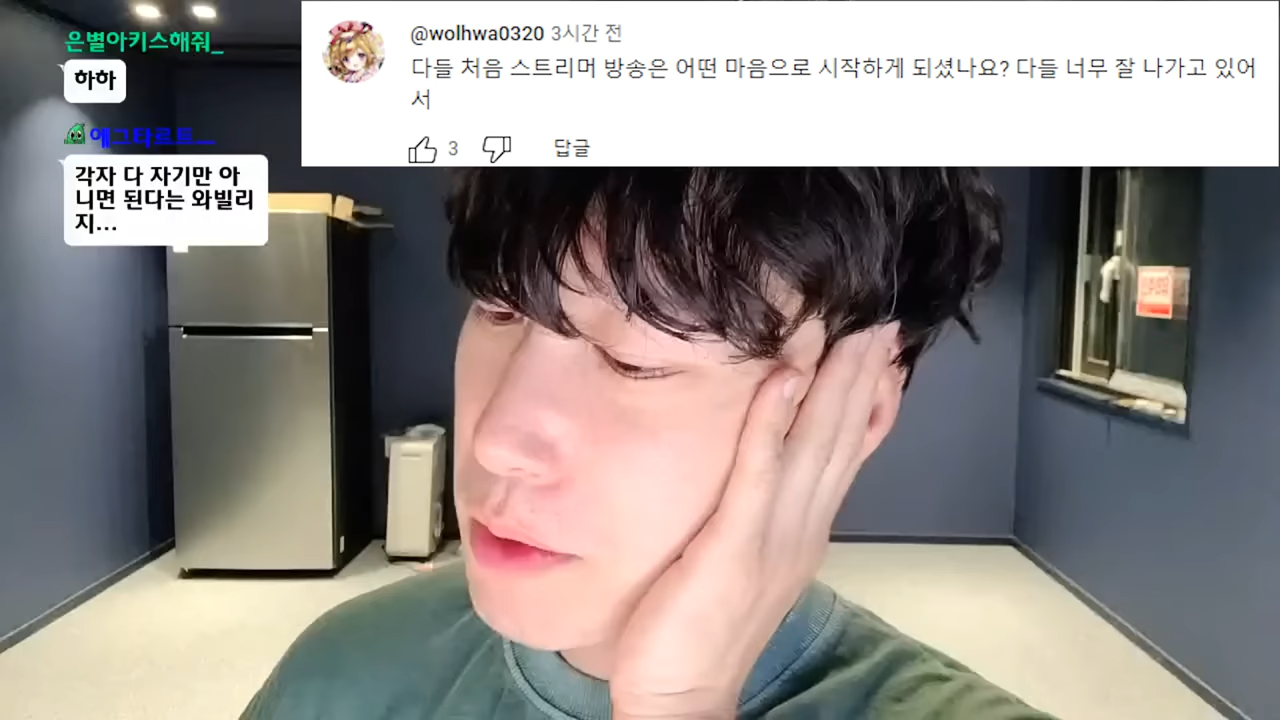 은별아키스해줘_
하하
에그타르트__
각자 다 자기만 아
니면 된다는 와빌리
지...
@wolhwa0320 3시간 전
다들 처음 스트리머 방송은 어떤 마음으로 시작하게 되셨나요? 다들 너무 잘 나가고 있어
서
3
답글